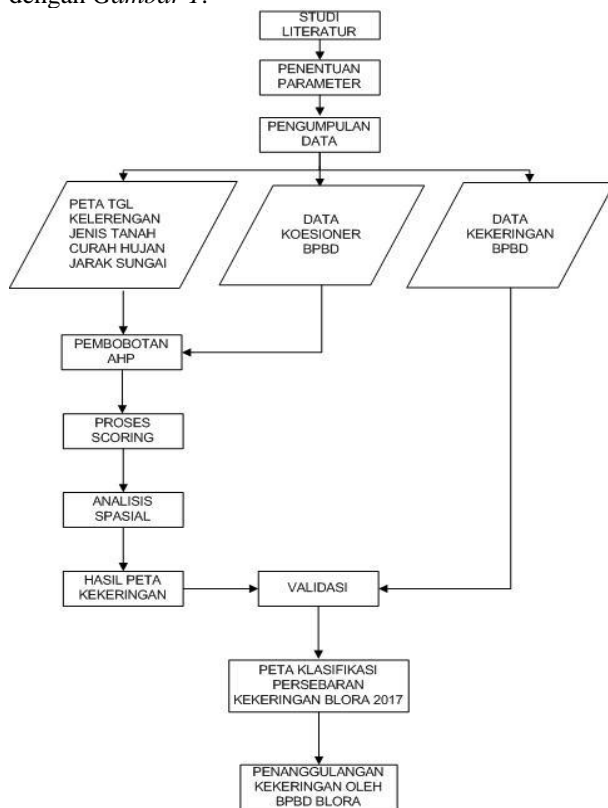 dengan Gambar 1.
STUDI
LITERATUR
PENENTUAN
PARAMETER
PENGUMPULAN
DATA
PETA TGL
KELERENGAN
JENIS TANAH
CURAH HUJAN
JARAK SUNGAI
DATA
KOESIONER
BPBD
DATA
KEKERINGAN
BPBD
PEMBOBOTAN
AHP
PROSES
SCORING
ANALISIS
SPASIAL
HASIL PETA
KEKERINGAN
VALIDASI
PETA KLASIFIKASI
PERSEBARAN
KEKERINGAN BLORA 2017
PENANGGULANGAN
KEKERINGAN OLEH
BPBD BLORA